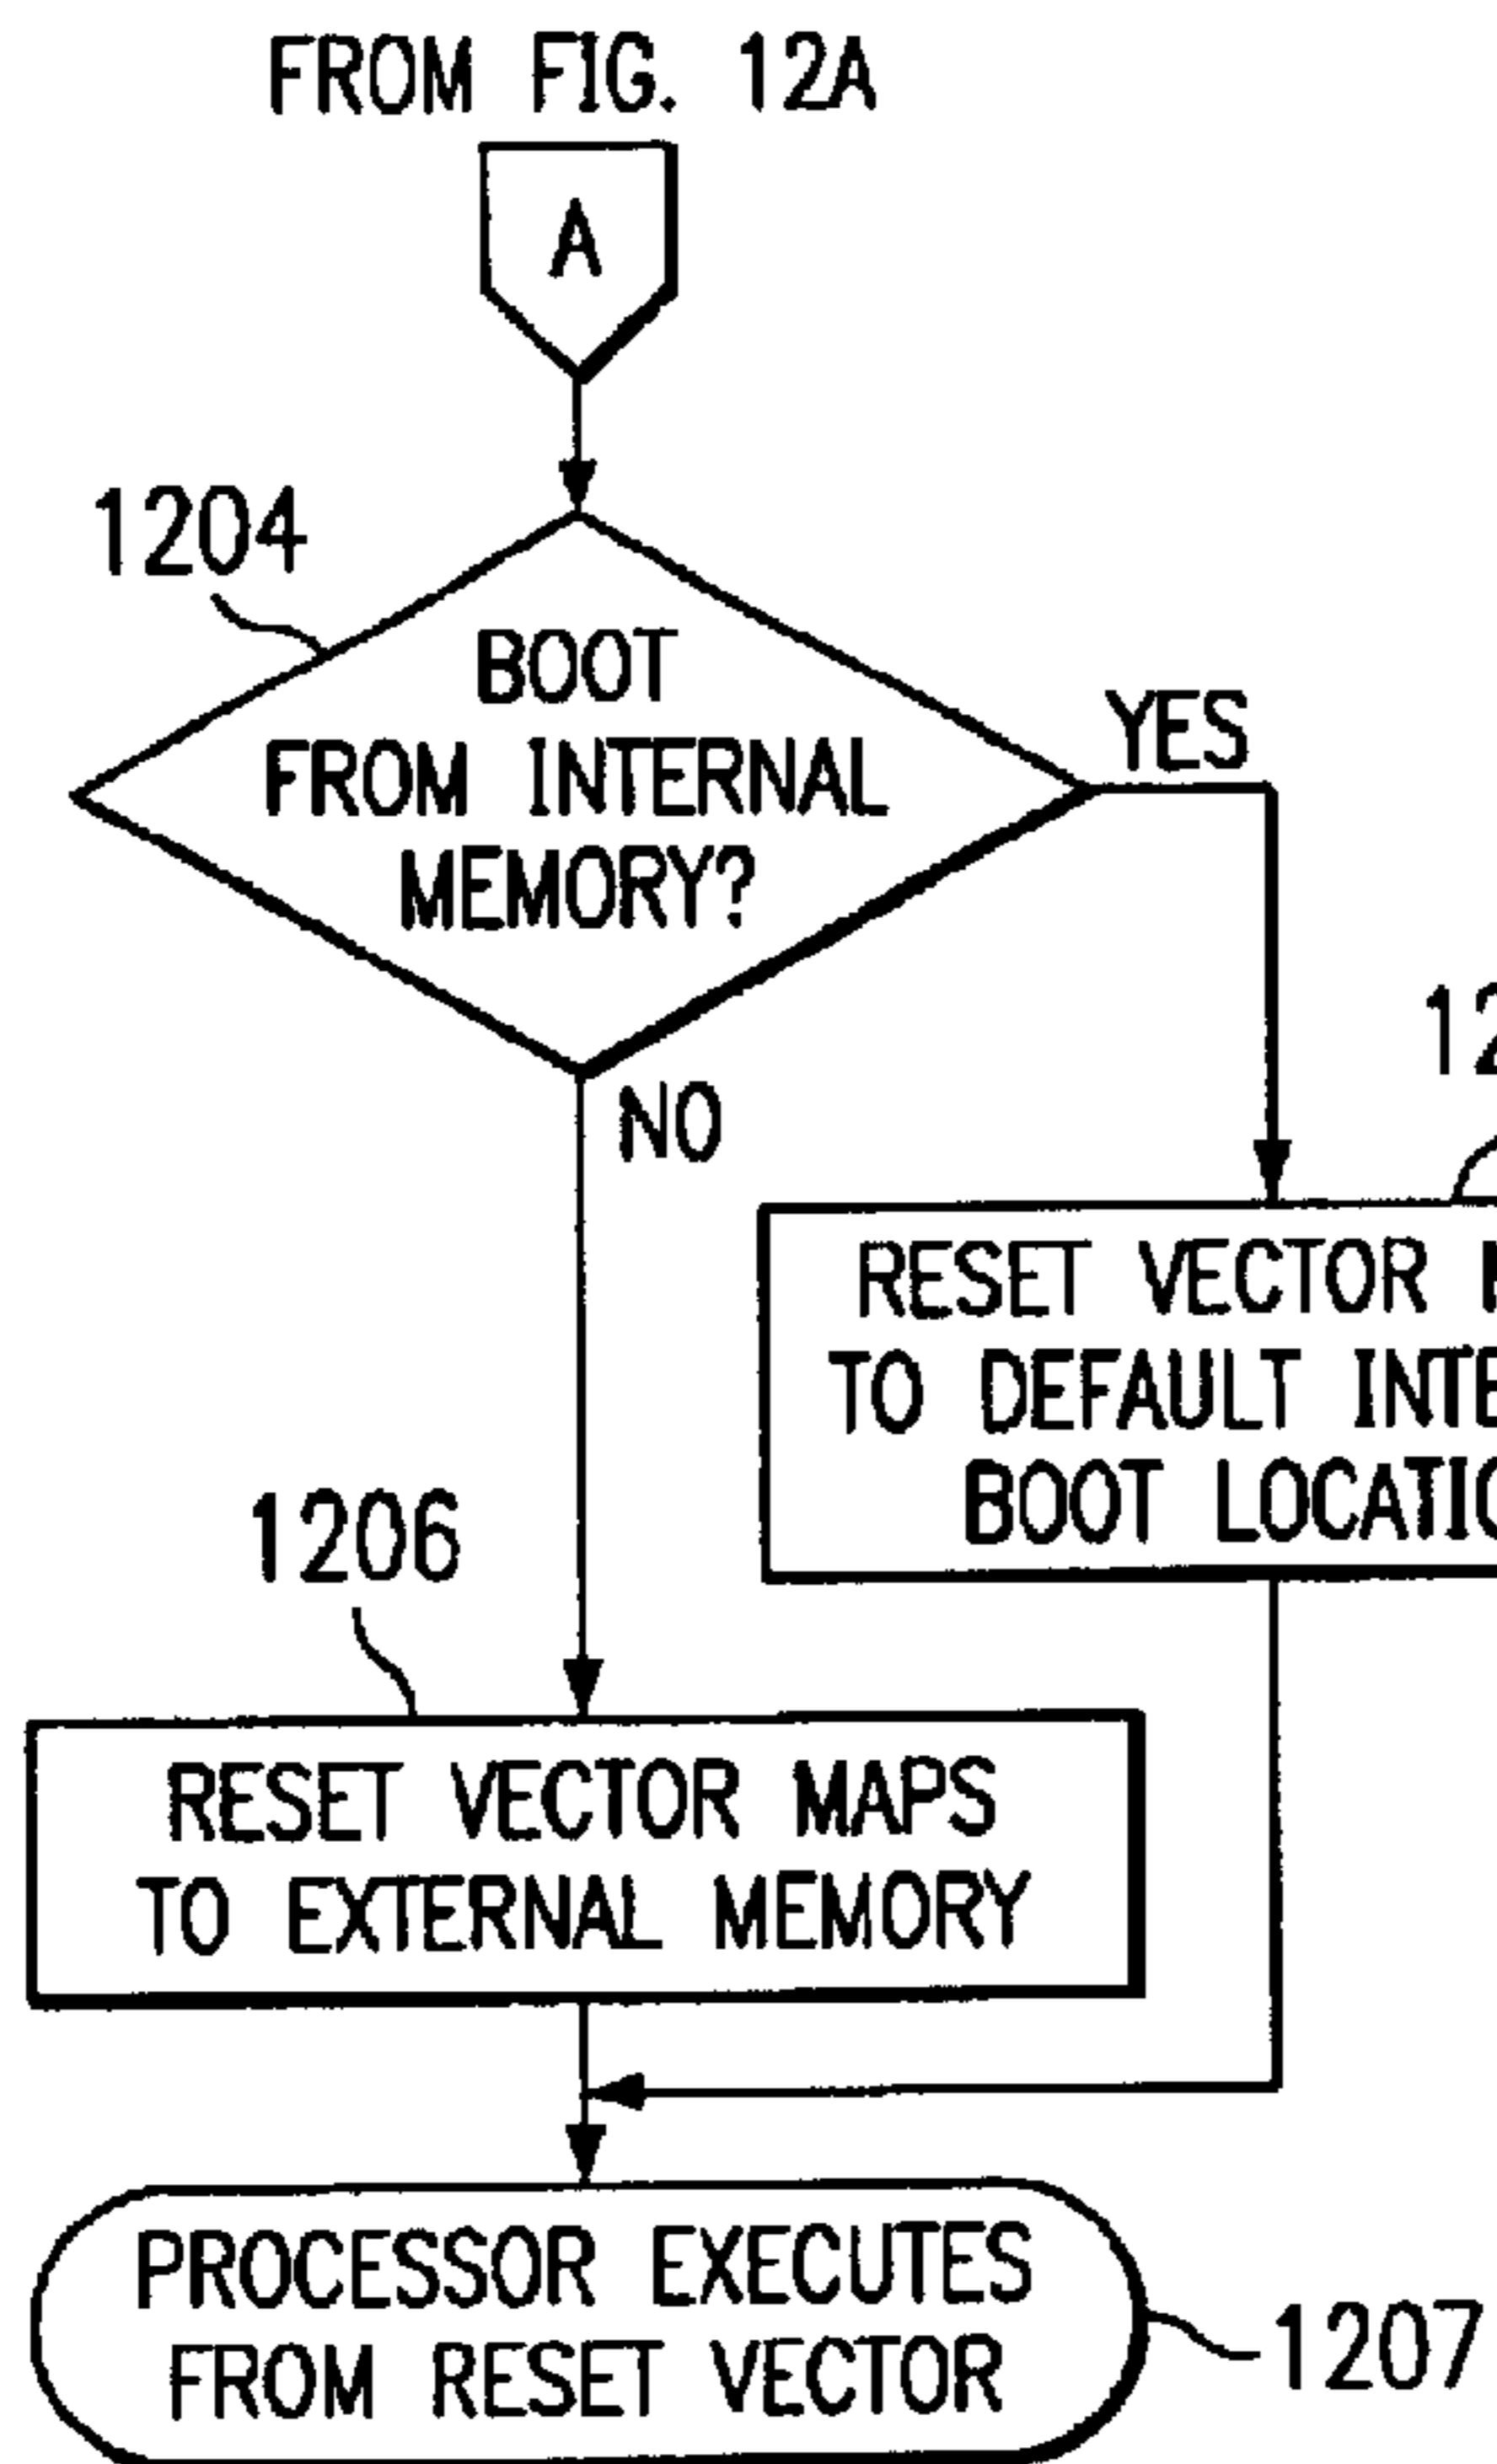 FROM FIG. 12A
A
1204
BOOT
FROM INTERNAL
MEMORY?
YES
NO
RESET VECTOR
TO DEFAULT
BOOT
1206
RESET VECTOR MAPS
TO EXTERNAL MEMORY
PROCESSOR EXECUTES
FROM RESET VECTOR
1207